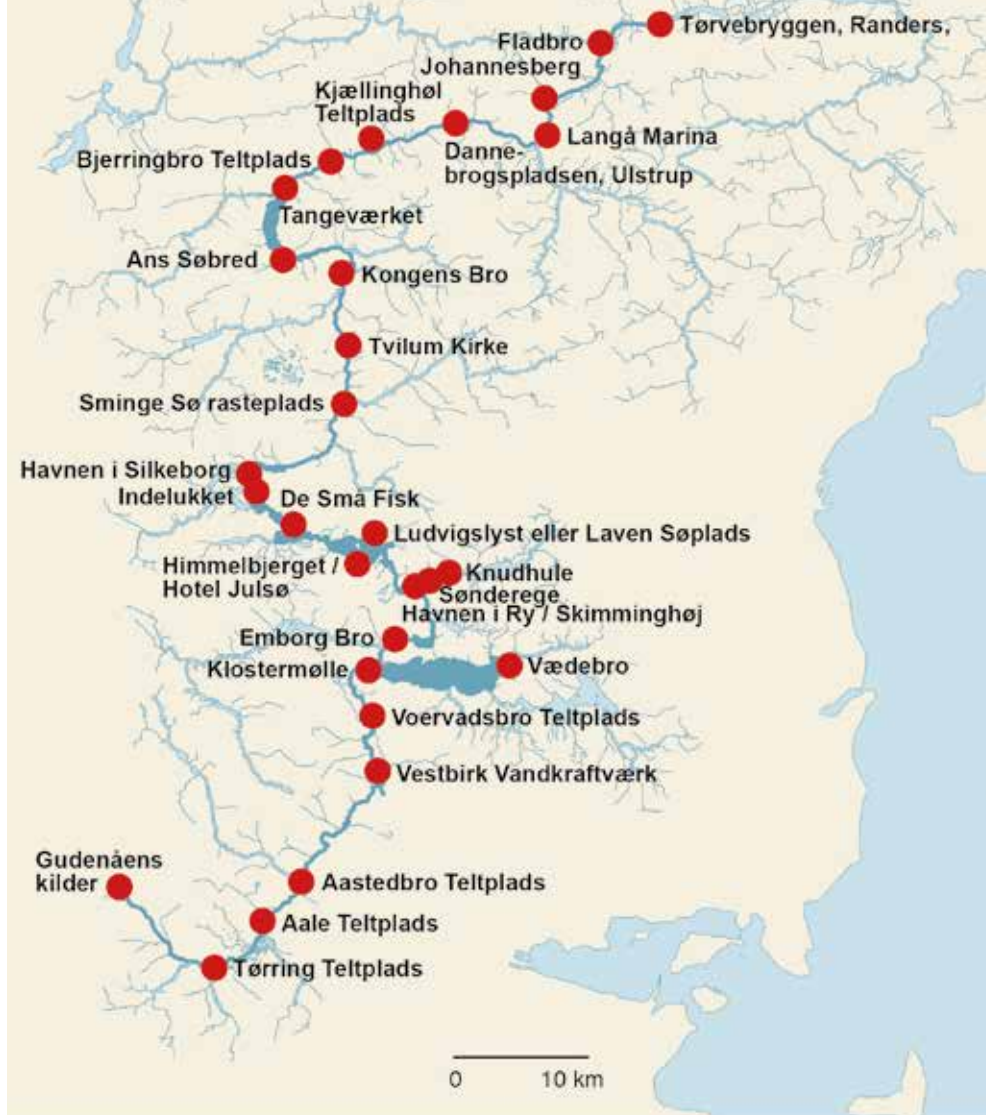 Tørvebryggen, Randers,
Fladbro
Johannesberg
Kjællinghøl
Teltplads
Langå Marina
Danne-
brogspladsen, Ulstrup
Bjerringbro Teltplads
Tangeværket
Ans Søbred
Kongens Bro
Tvilum Kirke
Sminge Sø rasteplads
Havnen i Silkeborg
Indelukket
De Små Fisk
Ludvigslyst eller Laven Søplads
Himmelbjerget /
Hotel Julsø
Knudhule
Sønderege
Havnen i Ry / Skimminghøj
Emborg Bro
Klostermølle
Vædebro
Voervadsbro Teltplads
Vestbirk Vandkraftværk
Gudenåens
kilder
Aastedbro Teltplads
Aale Teltplads
Tørring Teltplads
0 10 km